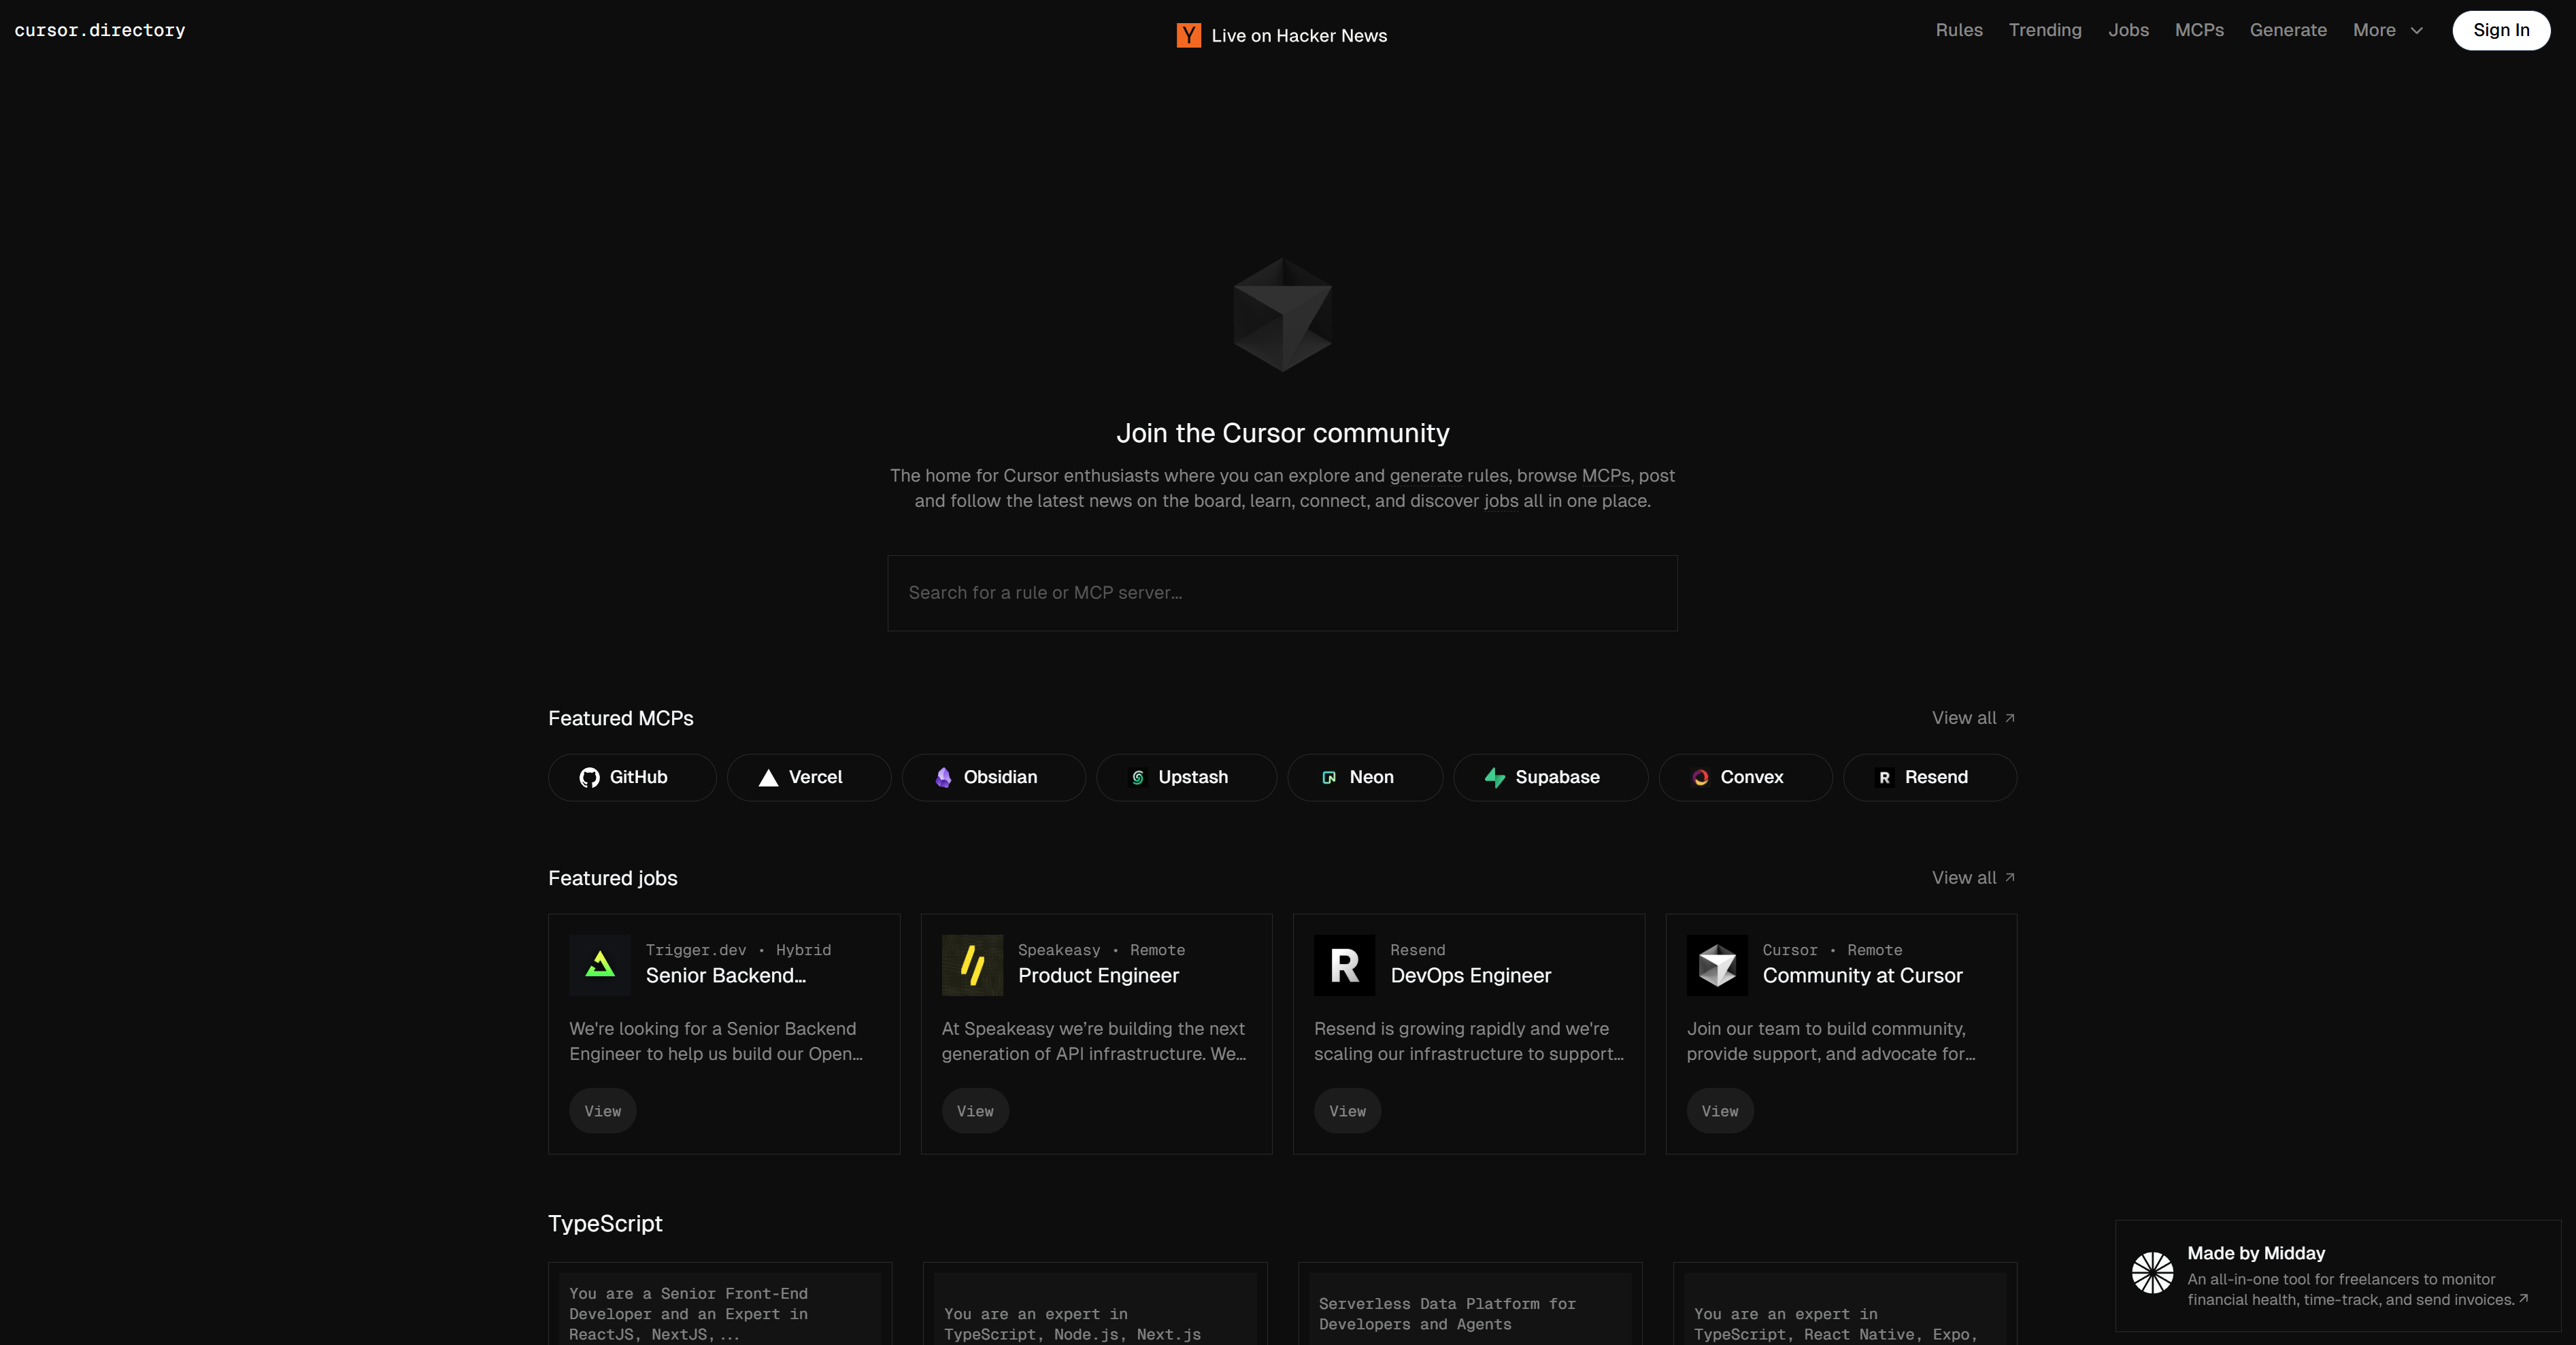 cursor.directory
Live on Hacker News
Rules Trending Jobs MCPs Generate More Sign In
Join the Cursor community
The home for Cursor enthusiasts where you can explore and generate rules, browse MCPs, post
and follow the latest news on the board, learn, connect, and discover jobs all in one place.
Search for a rule or MCP server...
Featured MCPs
View all
GitHub
Vercel
Obsidian
Upstash
Neon
Supabase
Convex
R Resend
Featured jobs
View all
Trigger.dev • Hybrid
Senior Backend...
We're looking for a Senior Backend
Engineer to help us build our Open...
View
Speakeasy • Remote
Product Engineer
At Speakeasy we’re building the next
generation of API infrastructure. We...
View
R
Resend
DevOps Engineer
Resend is growing rapidly and we're
scaling our infrastructure to support...
View
Cursor • Remote
Community at Cursor
Join our team to build community,
provide support, and advocate for...
View
TypeScript
You are a Senior Front-End
Developer and an Expert in
ReactJS, NextJS,...
You are an expert in
TypeScript, Node.js, Next.js
Serverless Data Platform for
Developers and Agents
You are an expert in
TypeScript, React Native, Expo,
Made by Midday
An all-in-one tool for freelancers to monitor
financial health, time-track, and send invoices.